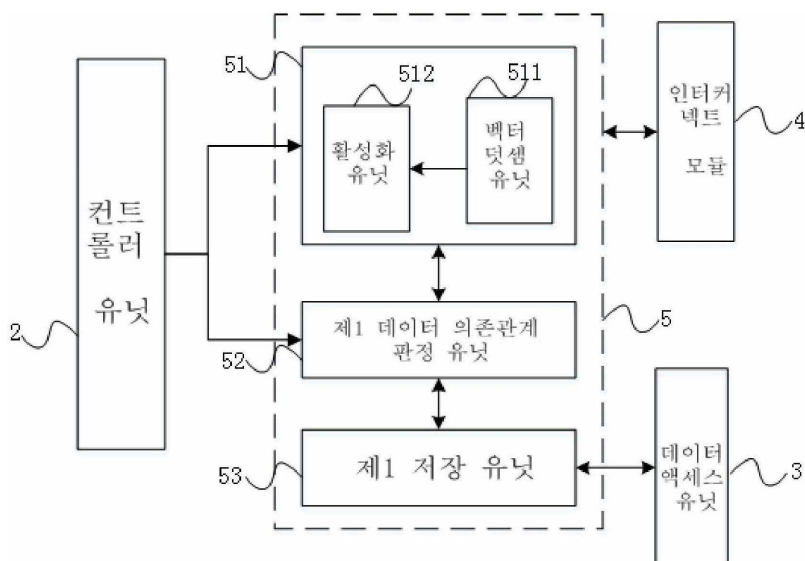 51
512
511
활성화
유닛
벡터
덧셈
유닛
인터커
넥트
모듈
4
컨트
롤러
유닛
2
제1 데이터 의존관계
판정 유닛
52
5
제1 저장 유닛
53
데이터
액세스
유닛
3